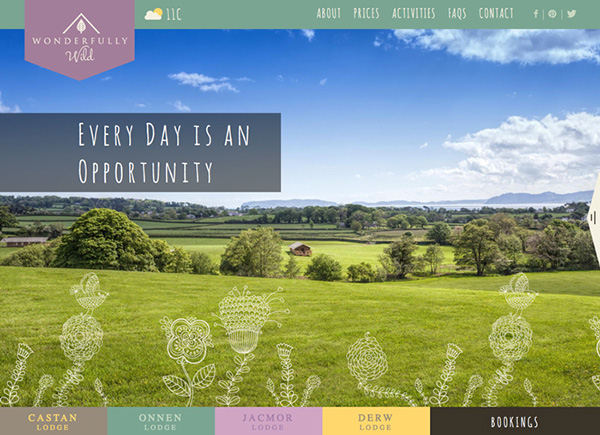 11C
ABOUT PRICES ACTIVITIES FAQS CONTACT
WONDERFULLY
Wild
EVERY DAY IS AN
OPPORTUNITY
CASTAN
LODGE
ONNEN
LODGE
JACMOR
LODGE
DERW
LODGE
BOOKINGS